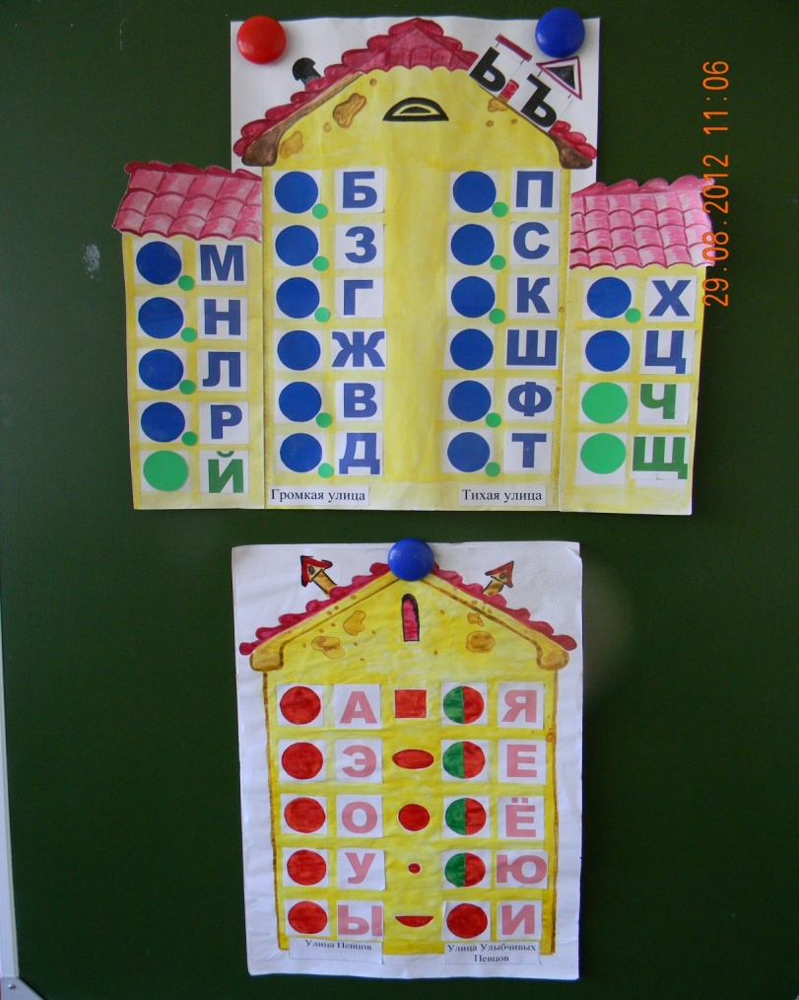 Ь Ъ
29.08.2012 11:06
Б П
З С
М Г К Х
Н Ж Ш Ц
Л В Ф Ч
Р Д Т Щ
Й
Громкая улица Тихая улица
А Я
Э Е
О Ё
У Ю
Ы И
Улица Певцов Улица Улыбчивых
Певцов